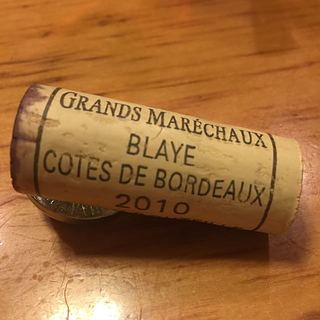 GRANDS MARÉCHAUX
BLAYE
COTES DE BORDEAUX
2010